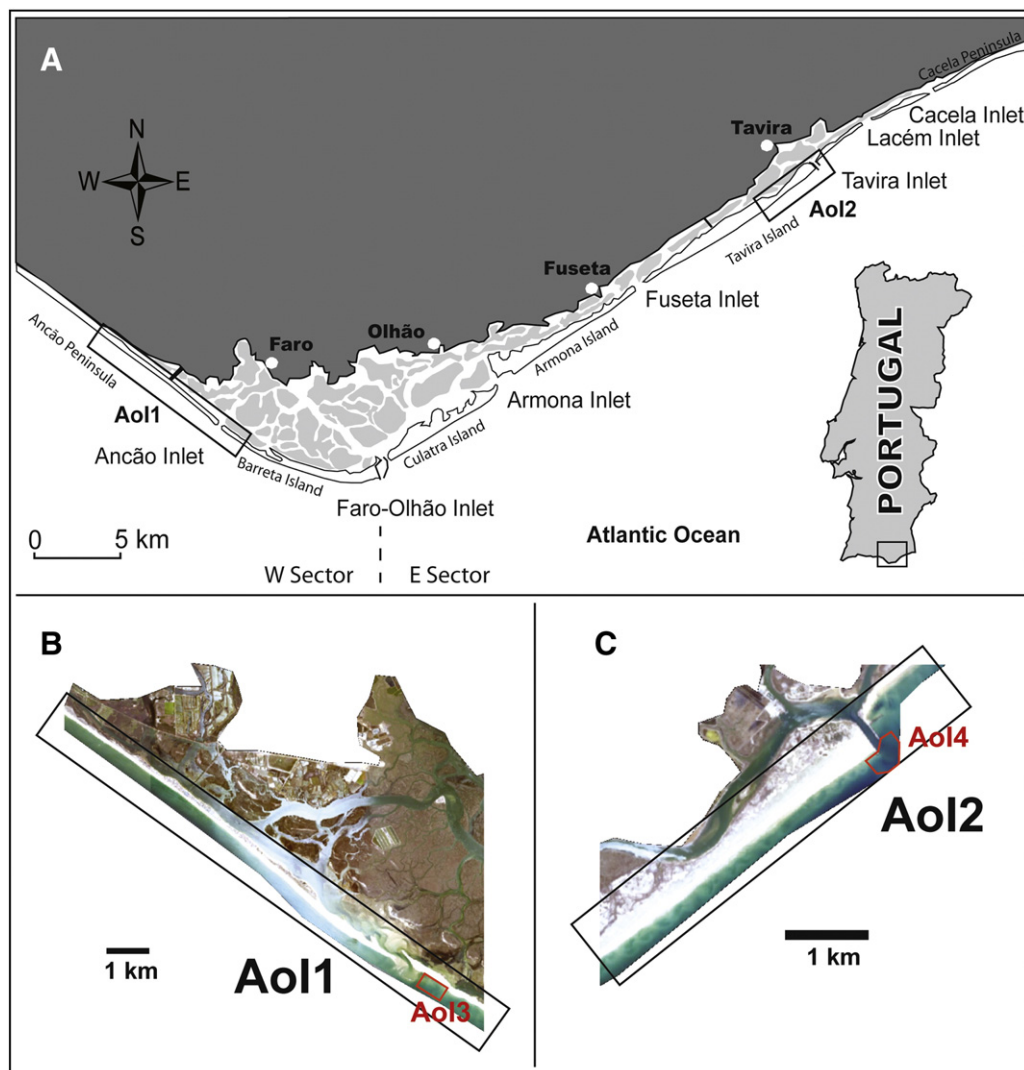 A
N
W E
S
Cacela Peninsula
Cacela Inlet
Lacém Inlet
Tavira
Tavira Inlet
AoI2
Tavira Island
Fuseta
Fuseta Inlet
Armona Island
Olhão
Faro
Ancão Peninsula
AoI1
Ancão Inlet
Barreta Island
Culatra Island
Armona Inlet
Faro-Olhão Inlet
Atlantic Ocean
0 5 km
W Sector E Sector
PORTUGAL
B
AoI1
AoI3
1 km
C
AoI4
AoI2
1 km